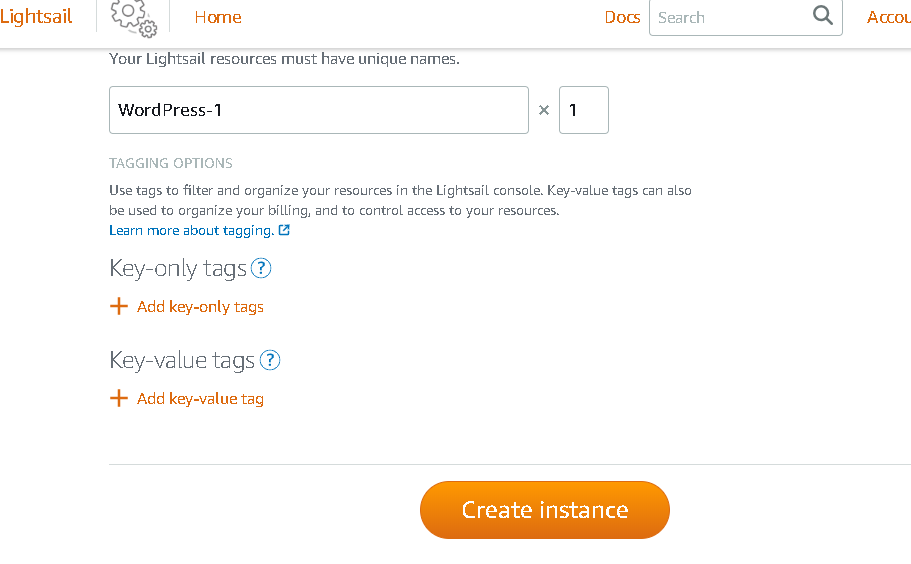 Lightsail
Home
Docs
Search
Accou
Your Lightsail resources must have unique names.
WordPress-1 × 1
TAGGING OPTIONS
Use tags to filter and organize your resources in the Lightsail console. Key-value tags can also
be used to organize your billing, and to control access to your resources.
Learn more about tagging.
Key-only tags ?
+ Add key-only tags
Key-value tags ?
+ Add key-value tag
Create instance